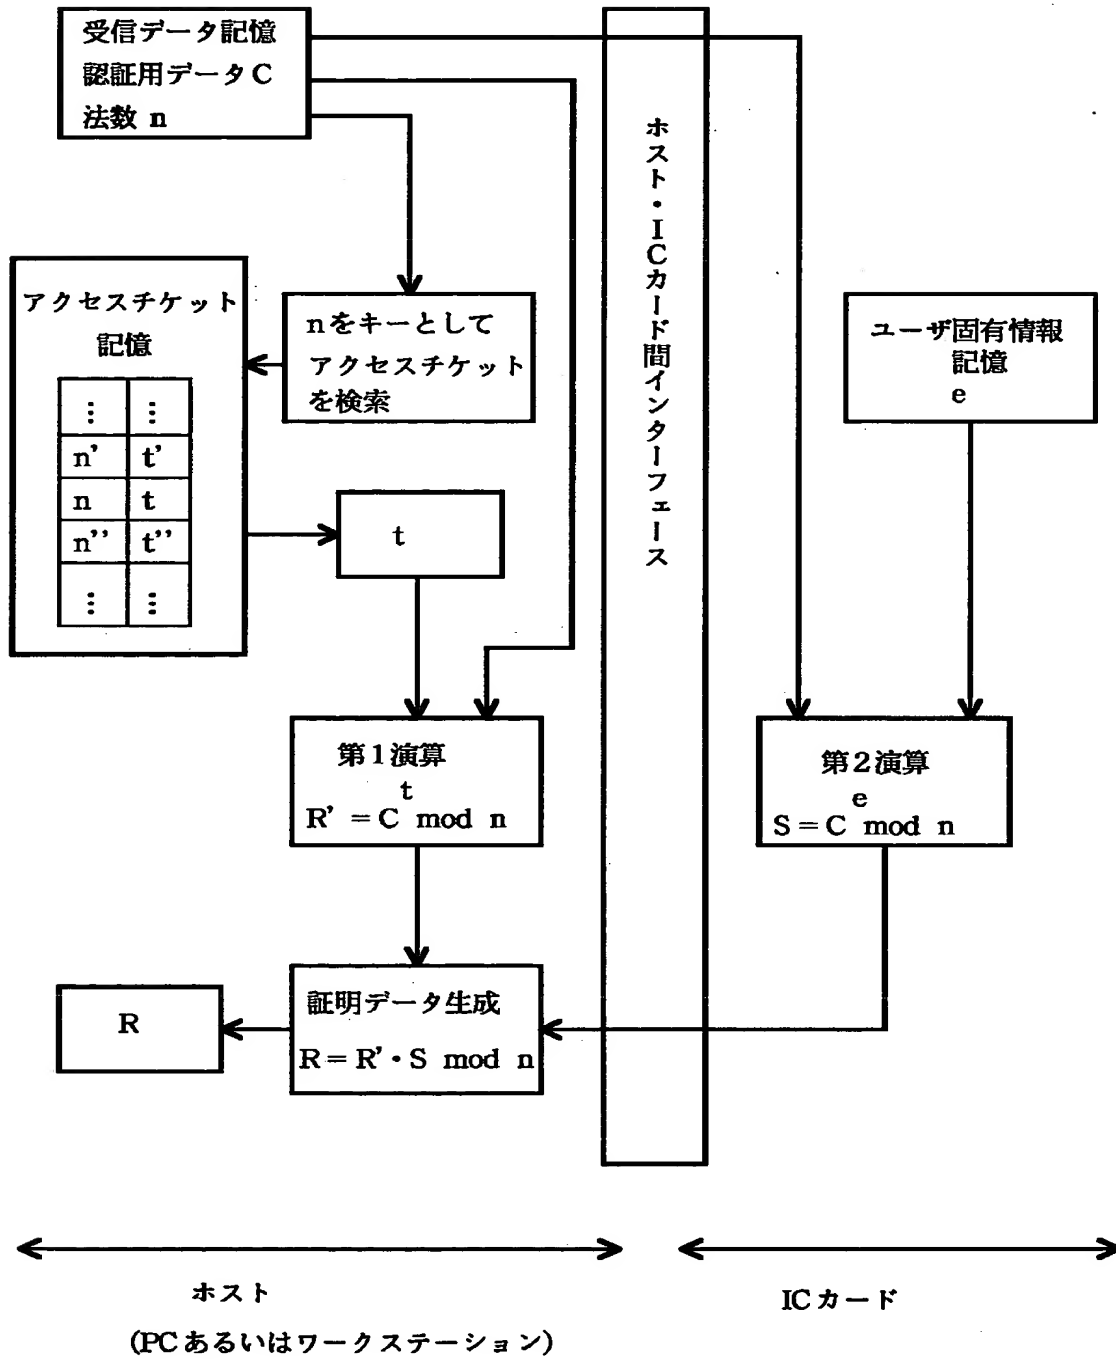 受信データ記憶
認証用データC
法数 n
ホスト・ICカード間インターフェース
アクセスチケット
記憶
nをキーとして
アクセスチケット
を検索
ユーザ固有情報
記憶
e
… …
n' t'
n t
n'' t''
… …
t
第1演算
t
R' = C mod n
第2演算
e
S = C mod n
証明データ生成
R = R'・S mod n
R
ホスト
(PCあるいはワークステーション)
ICカード